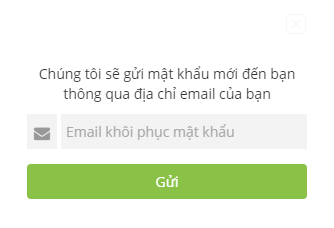 x
Chúng tôi sẽ gửi mật khẩu mới đến bạn
thông qua địa chỉ email của bạn
Email khôi phục mật khẩu
Gửi